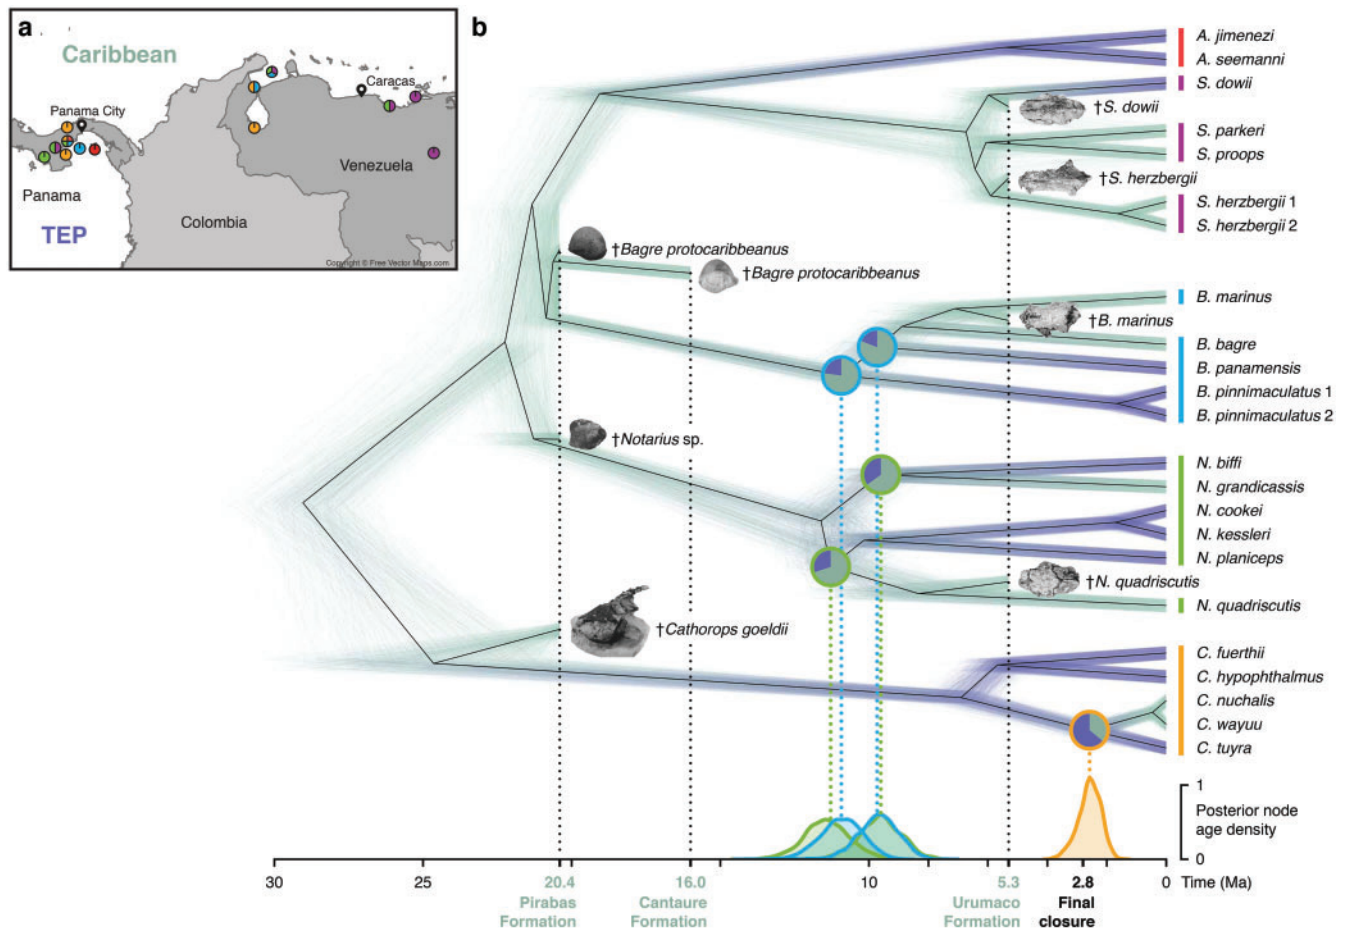 a
Caribbean
Panama City
Caracas
Venezuela
Panama
Colombia
TEP
Copyright © Free Vector Maps.com
b
A. jimenezi
A. seemanni
S. dowii
†S. dowii
S. parkeri
S. proops
†S. herzbergii
S. herzbergii 1
S. herzbergii 2
†Bagre protocaribbeanus
†Bagre protocaribbeanus
B. marinus
†B. marinus
B. bagre
B. panamensis
B. pinnimaculatus 1
B. pinnimaculatus 2
†Notarius sp.
N. biffi
N. grandicassis
N. cookei
N. kessleri
N. planiceps
†N. quadriscutis
N. quadriscutis
†Cathorops goeldii
C. fuerthii
C. hypophthalmus
C. nuchalis
C. wayuu
C. tuyra
1
Posterior node
age density
0
30 25 20.4 16.0 10 5.3 2.8 0 Time (Ma)
Pirabas
Formation
Cantaure
Formation
Urumaco
Formation
Final
closure